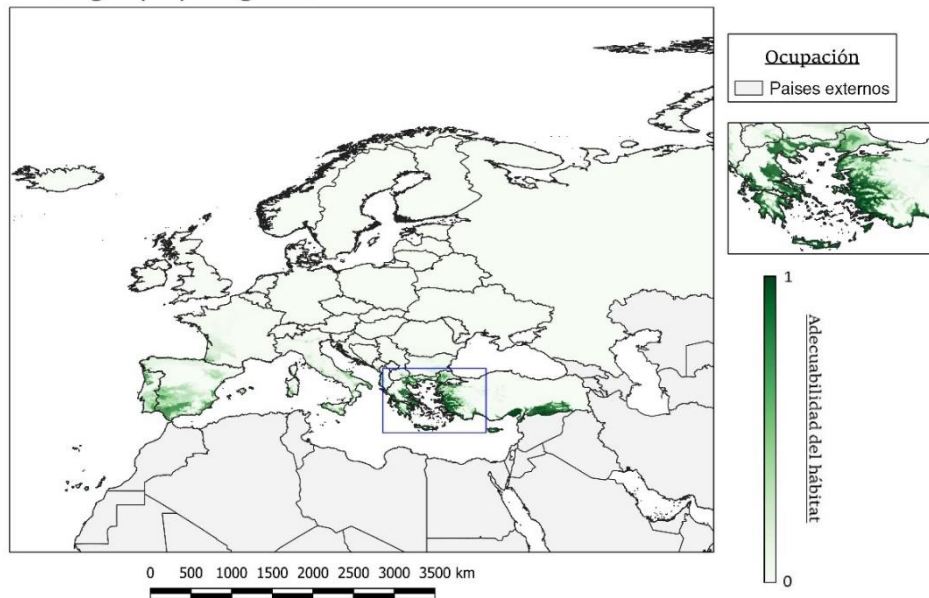 Ocupación
Paises externos
1
Adecuabilidad del hábitat
0
0 500 1000 1500 2000 2500 3000 3500 km